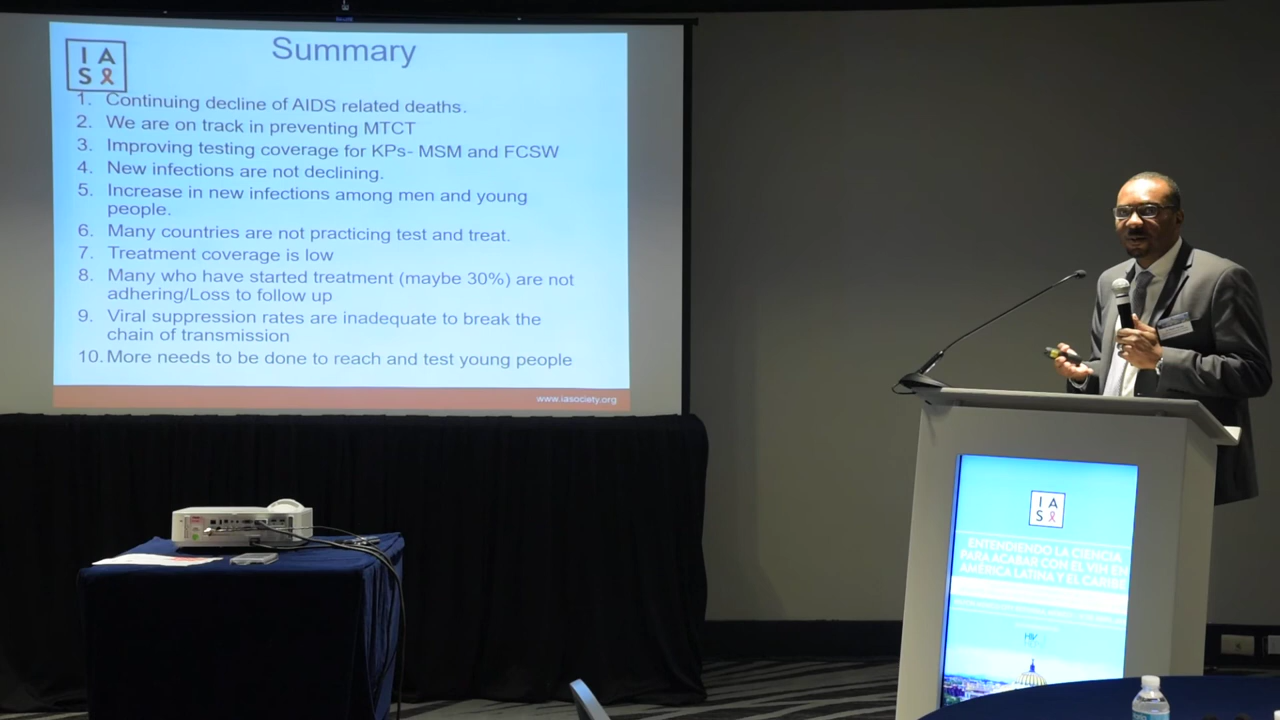 IAS
Summary
1. Continuing decline of AIDS related deaths.
2. We are on track in preventing MTCT
3. Improving testing coverage for KPs- MSM and FCSW
4. New infections are not declining.
5. Increase in new infections among men and young
people.
6. Many countries are not practicing test and treat.
7. Treatment coverage is low
8. Many who have started treatment (maybe 30%) are not
adhering/Loss to follow up
9. Viral suppression rates are inadequate to break the
chain of transmission
10. More needs to be done to reach and test young people
www.iasociety.org
IAS
ENTENDIENDO LA CIENCIA
PARA ACABAR CON EL VIH EN
AMÉRICA LATINA Y EL CARIBE
HIV